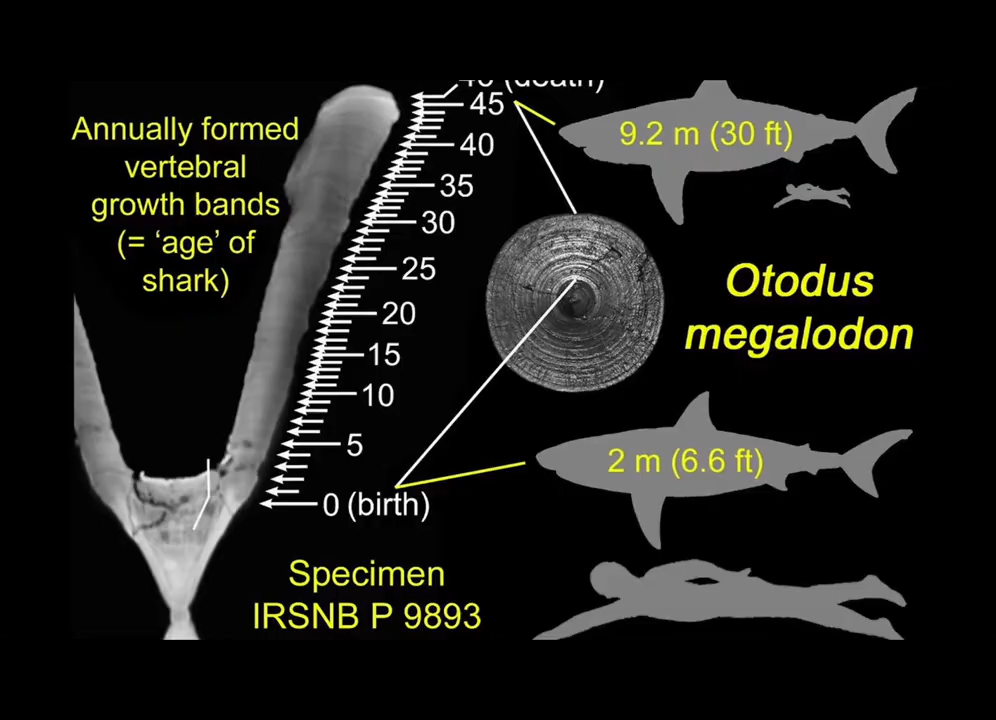 Annually formed
vertebral
growth bands
(= ‘age’ of
shark)
(death)
45
40
35
30
25
20
15
10
5
0 (birth)
9.2 m (30 ft)
Otodus
megalodon
2 m (6.6 ft)
Specimen
IRSNB P 9893